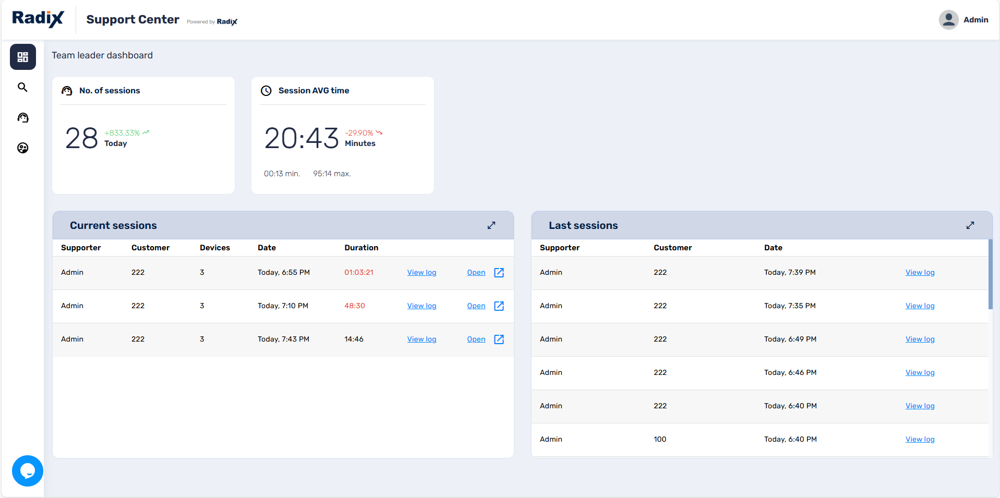 Radix
Support Center Powered by Radix
Admin
Team leader dashboard
No. of sessions
28 +833.33% Today
Session AVG time
20:43 -29.90% Minutes
00:13 min. 95:14 max.
Current sessions
Supporter Customer Devices Date Duration
Admin 222 3 Today, 6:55 PM 01:03:21 View log Open
Admin 222 3 Today, 7:10 PM 48:30 View log Open
Admin 222 3 Today, 7:43 PM 14:46 View log Open
Last sessions
Supporter Customer Date
Admin 222 Today, 7:39 PM View log
Admin 222 Today, 7:35 PM View log
Admin 222 Today, 6:49 PM View log
Admin 222 Today, 6:46 PM View log
Admin 222 Today, 6:40 PM View log
Admin 100 Today, 6:40 PM View log